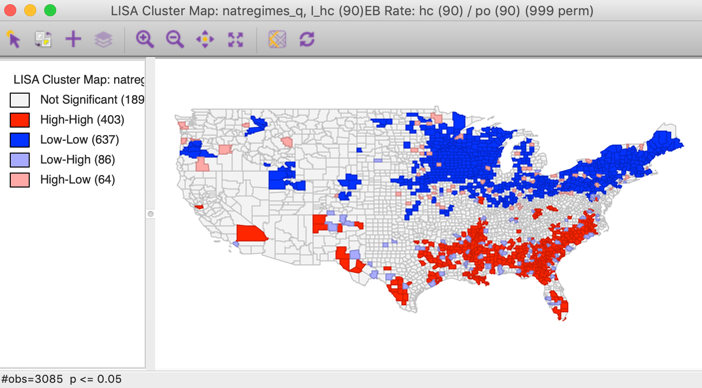 LISA Cluster Map: natregimes_q, I_hc (90)EB Rate: hc (90) / po (90) (999 perm)
LISA Cluster Map: natreg
Not Significant (189
High-High (403)
Low-Low (637)
Low-High (86)
High-Low (64)
#obs=3085 p <= 0.05